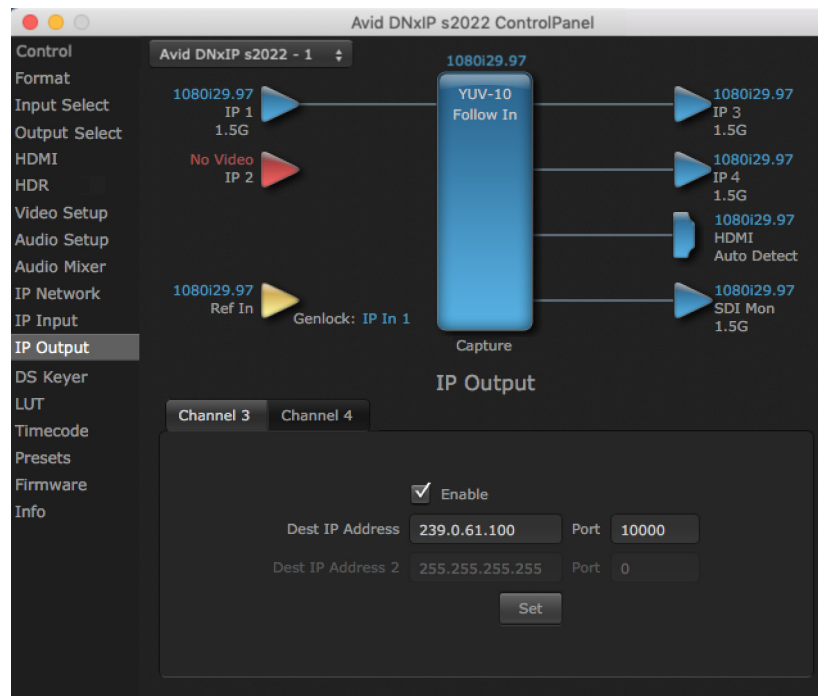 Avid DNxIP s2022 ControlPanel
Control
Format
Input Select
Output Select
HDMI
HDR
Video Setup
Audio Setup
Audio Mixer
IP Network
IP Input
IP Output
DS Keyer
LUT
Timecode
Presets
Firmware
Info
Avid DNxIP s2022 - 1
1080i29.97
1080i29.97
IP 1
1.5G
No Video
IP 2
1080i29.97
Ref In
Genlock: IP In 1
YUV-10
Follow In
Capture
1080i29.97
IP 3
1.5G
1080i29.97
IP 4
1.5G
1080i29.97
HDMI
Auto Detect
1080i29.97
SDI Mon
1.5G
IP Output
Channel 3 Channel 4
Enable
Dest IP Address 239.0.61.100 Port 10000
Dest IP Address 2 255.255.255.255 Port 0
Set